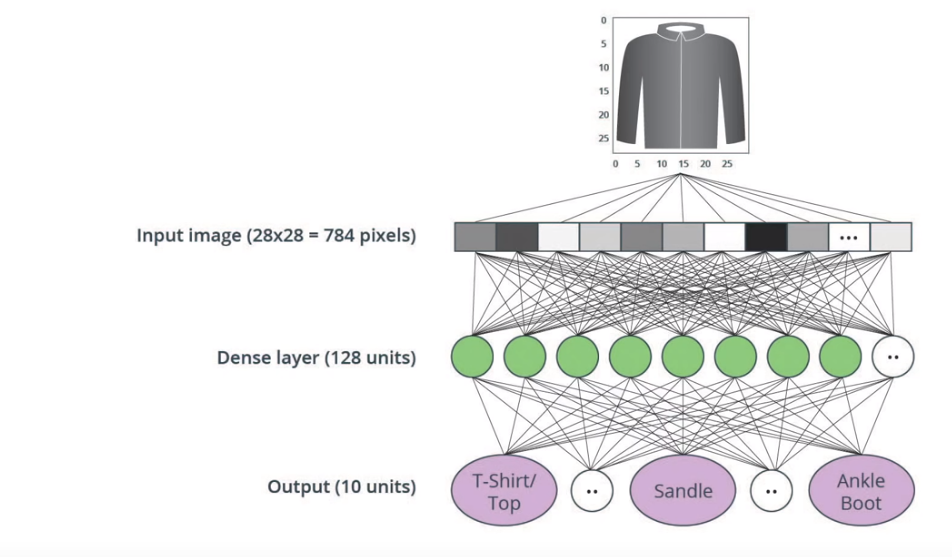 0
5
10
15
20
25
0 5 10 15 20 25
Input image (28x28 = 784 pixels)
...
Dense layer (128 units)
..
Output (10 units)
T-Shirt/
Top
..
Sandle
..
Ankle
Boot